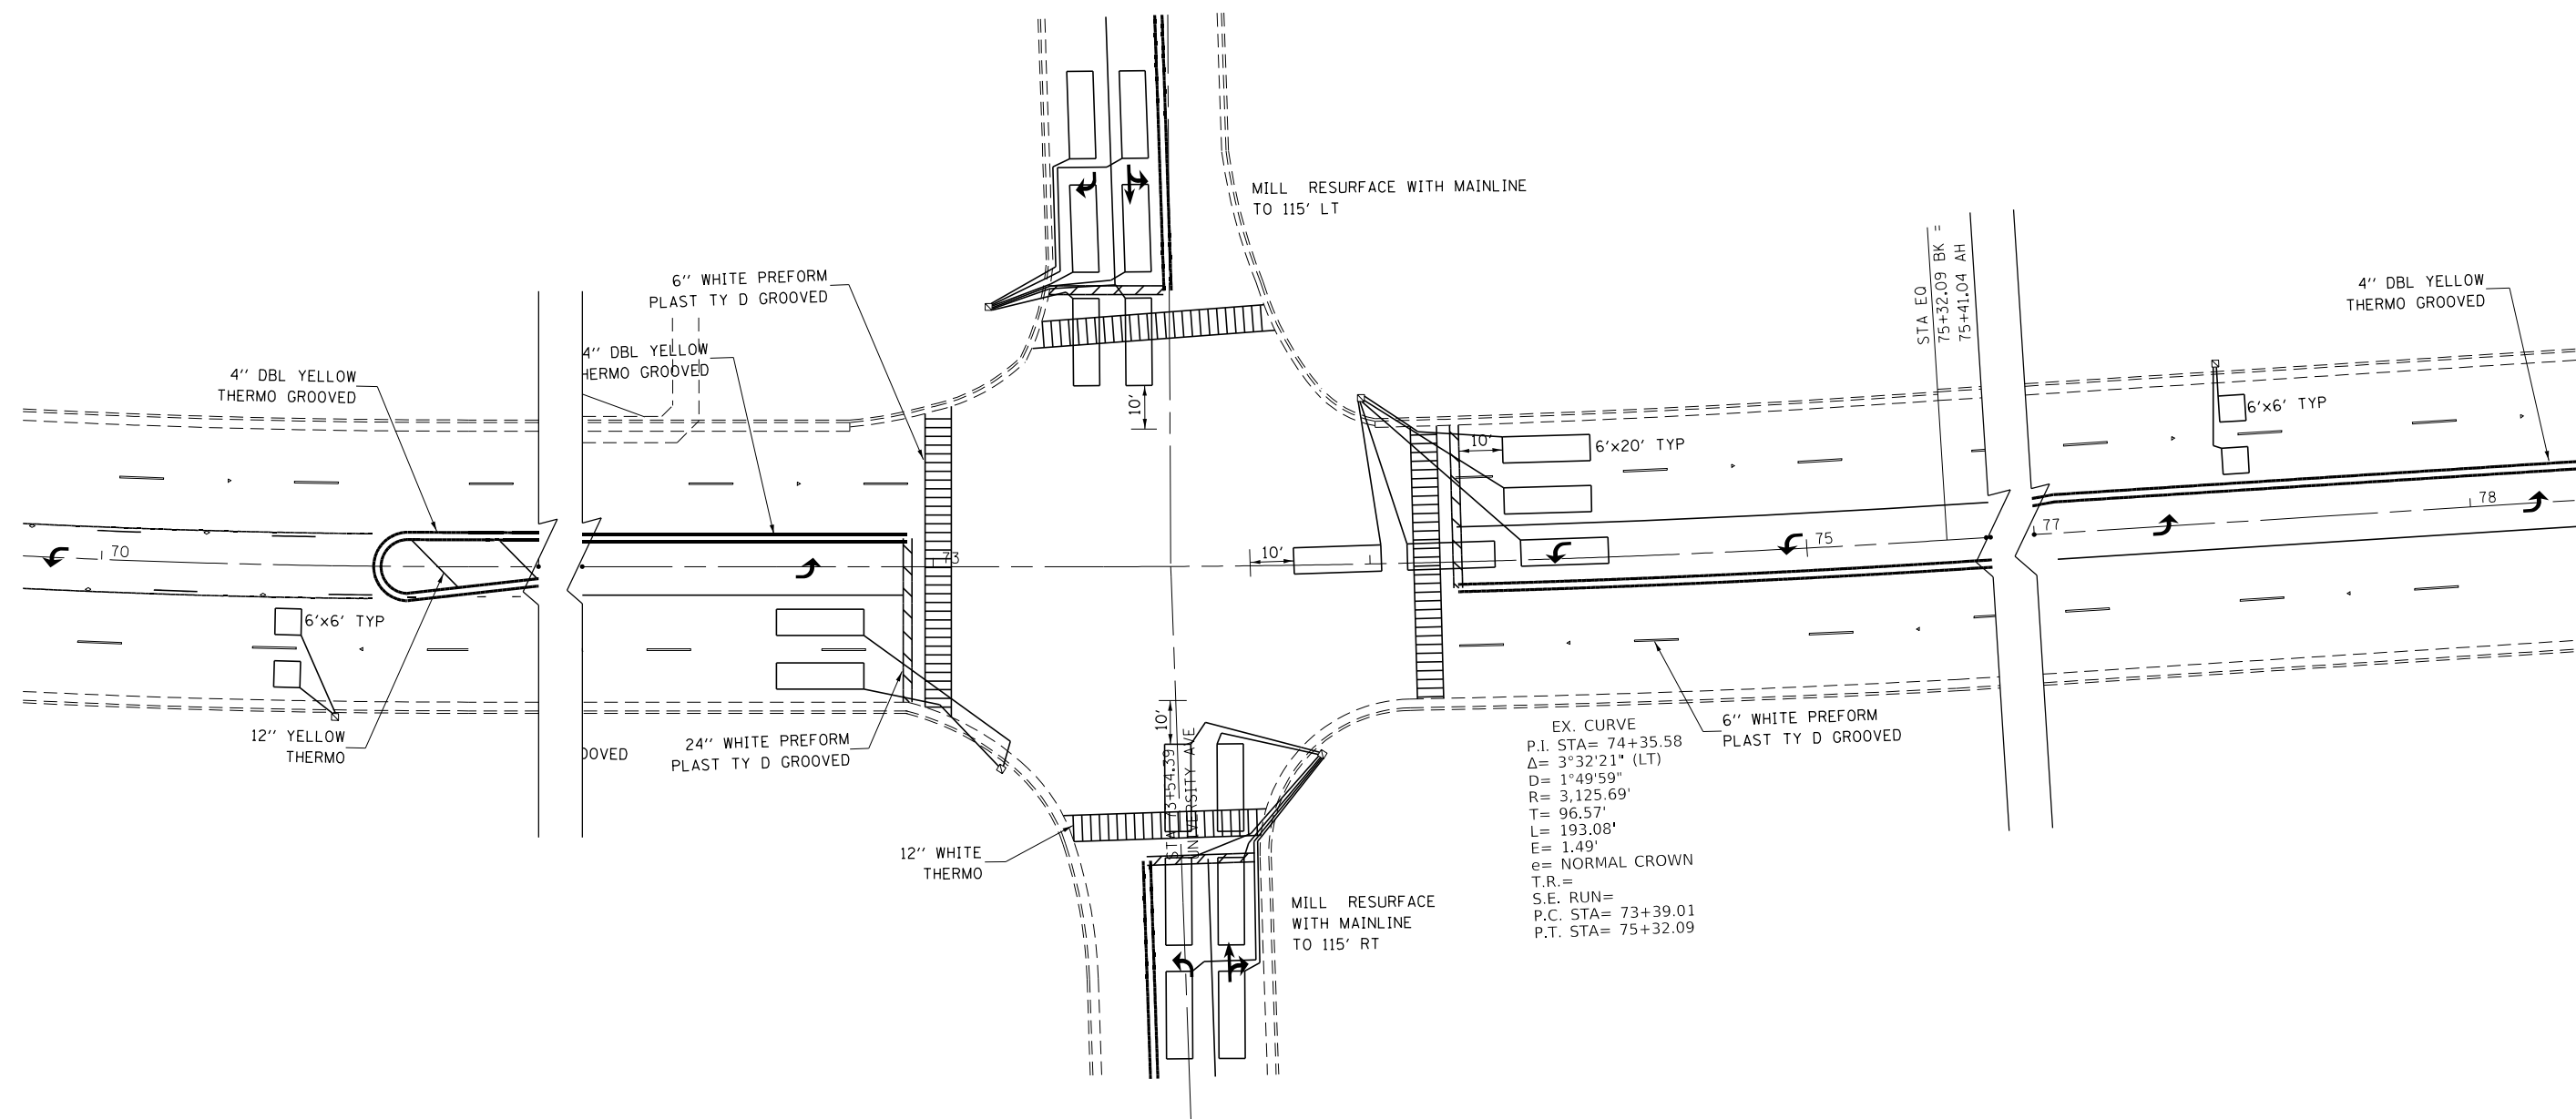 MILL RESURFACE WITH MAINLINE
TO 115' LT
6'' WHITE PREFORM
PLAST TY D GROOVED
STA EQ
75+32.09 BK =
75+41.04 AH
4'' DBL YELLOW
THERMO GROOVED
4'' DBL YELLOW
HERMO GROOVED
4'' DBL YELLOW
THERMO GROOVED
10'
6'x6' TYP
10'
6'x20' TYP
70
73
10'
75
77
78
6'x6' TYP
12'' YELLOW
THERMO
OOVED
24'' WHITE PREFORM
PLAST TY D GROOVED
10'
STA 73+54.39
UNIVERSITY AVE
6'' WHITE PREFORM
PLAST TY D GROOVED
EX. CURVE
P.I. STA= 74+35.58
Δ= 3°32'21" (LT)
D= 1°49'59"
R= 3,125.69'
T= 96.57'
L= 193.08'
E= 1.49'
e= NORMAL CROWN
T.R.=
S.E. RUN=
P.C. STA= 73+39.01
P.T. STA= 75+32.09
12'' WHITE
THERMO
MILL RESURFACE
WITH MAINLINE
TO 115' RT